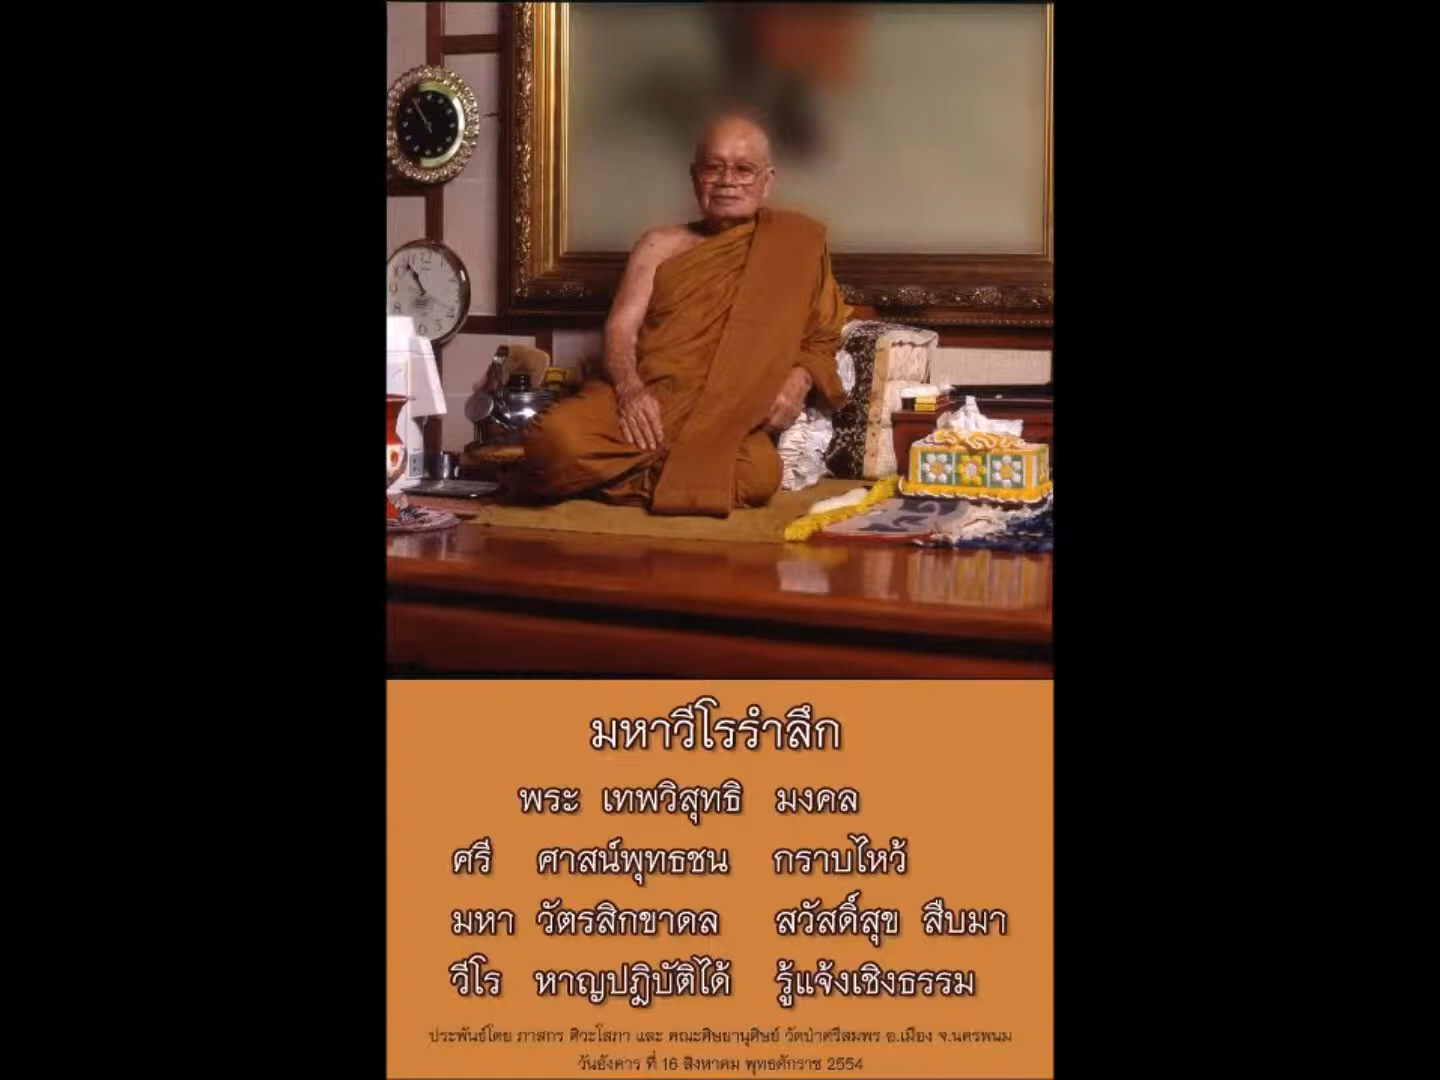 มหาวีโรรำลึก
พระ เทพวิสุทธิ มงคล
ศรี ศาสน์พุทธชน กราบไหว้
มหา วัตรสิกขาดล สวัสดิ์สุข สืบมา
วีโร หาญปฎิบัติได้ รู้แจ้งเชิงธรรม
ประพันธ์โดย ภาสกร ศิวะโสภา และ คณะศิษยานุศิษย์ วัดป่าศรีสมพร อ.เมือง จ.นครพนม
วันอังคาร ที่ 16 สิงหาคม พุทธศักราช 2554